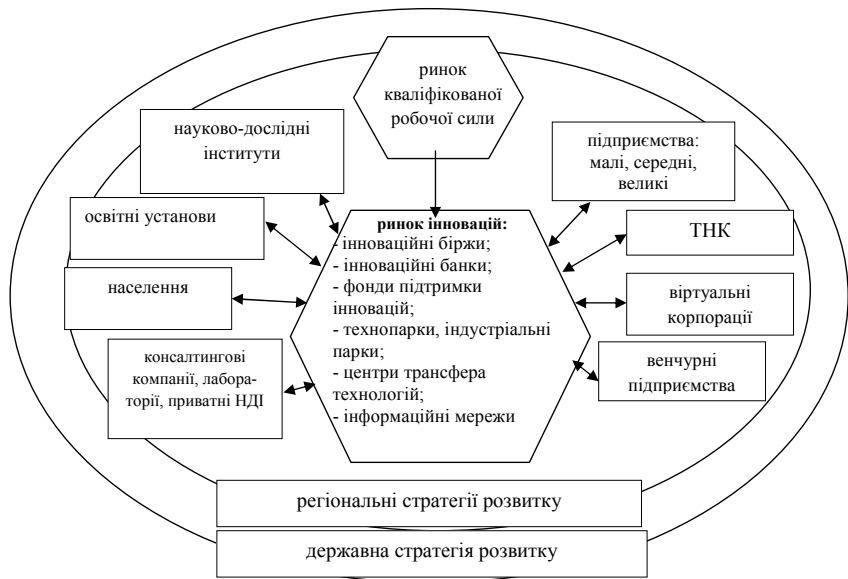 ринок
кваліфікованої
робочої сили
науково-дослідні
інститути
освітні установи
населення
консалтингові
компанії, лабора-
торії, приватні НДІ
ринок інновацій:
- інноваційні біржи;
- інноваційні банки;
- фонди підтримки
інновацій;
- технопарки, індустріальні
парки;
- центри трансфера
технологій;
- інформаційні мережи
підприємства:
малі, середні,
великі
ТНК
віртуальні
корпорації
венчурні
підприємства
регіональні стратегії розвитку
державна стратегія розвитку